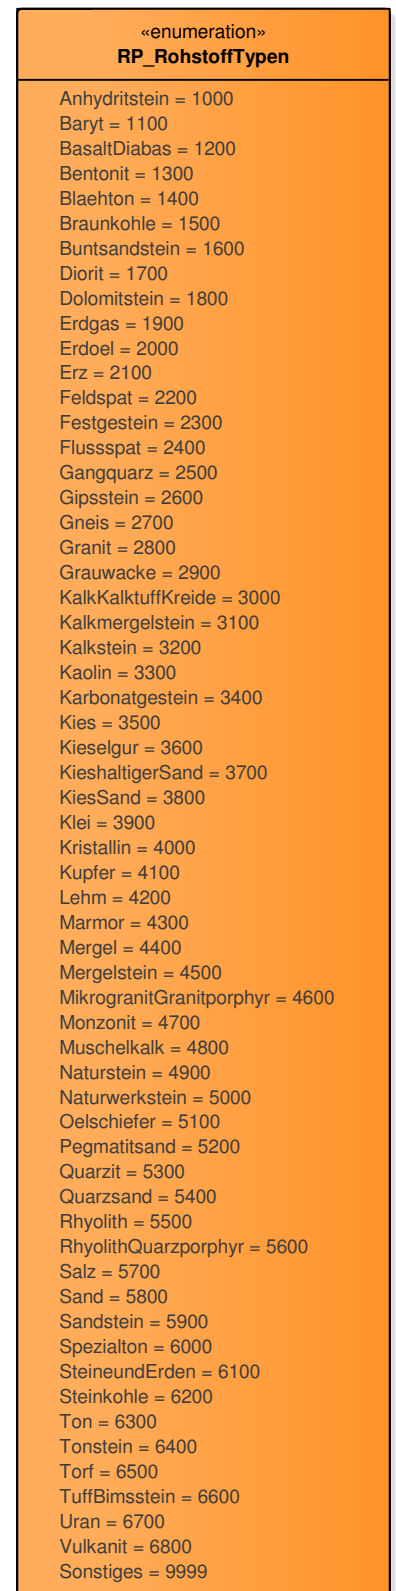 «enumeration»
RP_RohstoffTypen
Anhydritstein = 1000
Baryt = 1100
BasaltDiabas = 1200
Bentonit = 1300
Blaehton = 1400
Braunkohle = 1500
Buntsandstein = 1600
Diorit = 1700
Dolomitstein = 1800
Erdgas = 1900
Erdoel = 2000
Erz = 2100
Feldspat = 2200
Festgestein = 2300
Flussspat = 2400
Gangquarz = 2500
Gipsstein = 2600
Gneis = 2700
Granit = 2800
Grauwacke = 2900
KalkKalktuffKreide = 3000
Kalkmergelstein = 3100
Kalkstein = 3200
Kaolin = 3300
Karbonatgestein = 3400
Kies = 3500
Kieselgur = 3600
KieshaltigerSand = 3700
KiesSand = 3800
Klei = 3900
Kristallin = 4000
Kupfer = 4100
Lehm = 4200
Marmor = 4300
Mergel = 4400
Mergelstein = 4500
MikrogranitGranitporphyr = 4600
Monzonit = 4700
Muschelkalk = 4800
Naturstein = 4900
Naturwerkstein = 5000
Oelschiefer = 5100
Pegmatitsand = 5200
Quarzit = 5300
Quarzsand = 5400
Rhyolith = 5500
RhyolithQuarzporphyr = 5600
Salz = 5700
Sand = 5800
Sandstein = 5900
Spezialton = 6000
SteineundErden = 6100
Steinkohle = 6200
Ton = 6300
Tonstein = 6400
Torf = 6500
TuffBimsstein = 6600
Uran = 6700
Vulkanit = 6800
Sonstiges = 9999